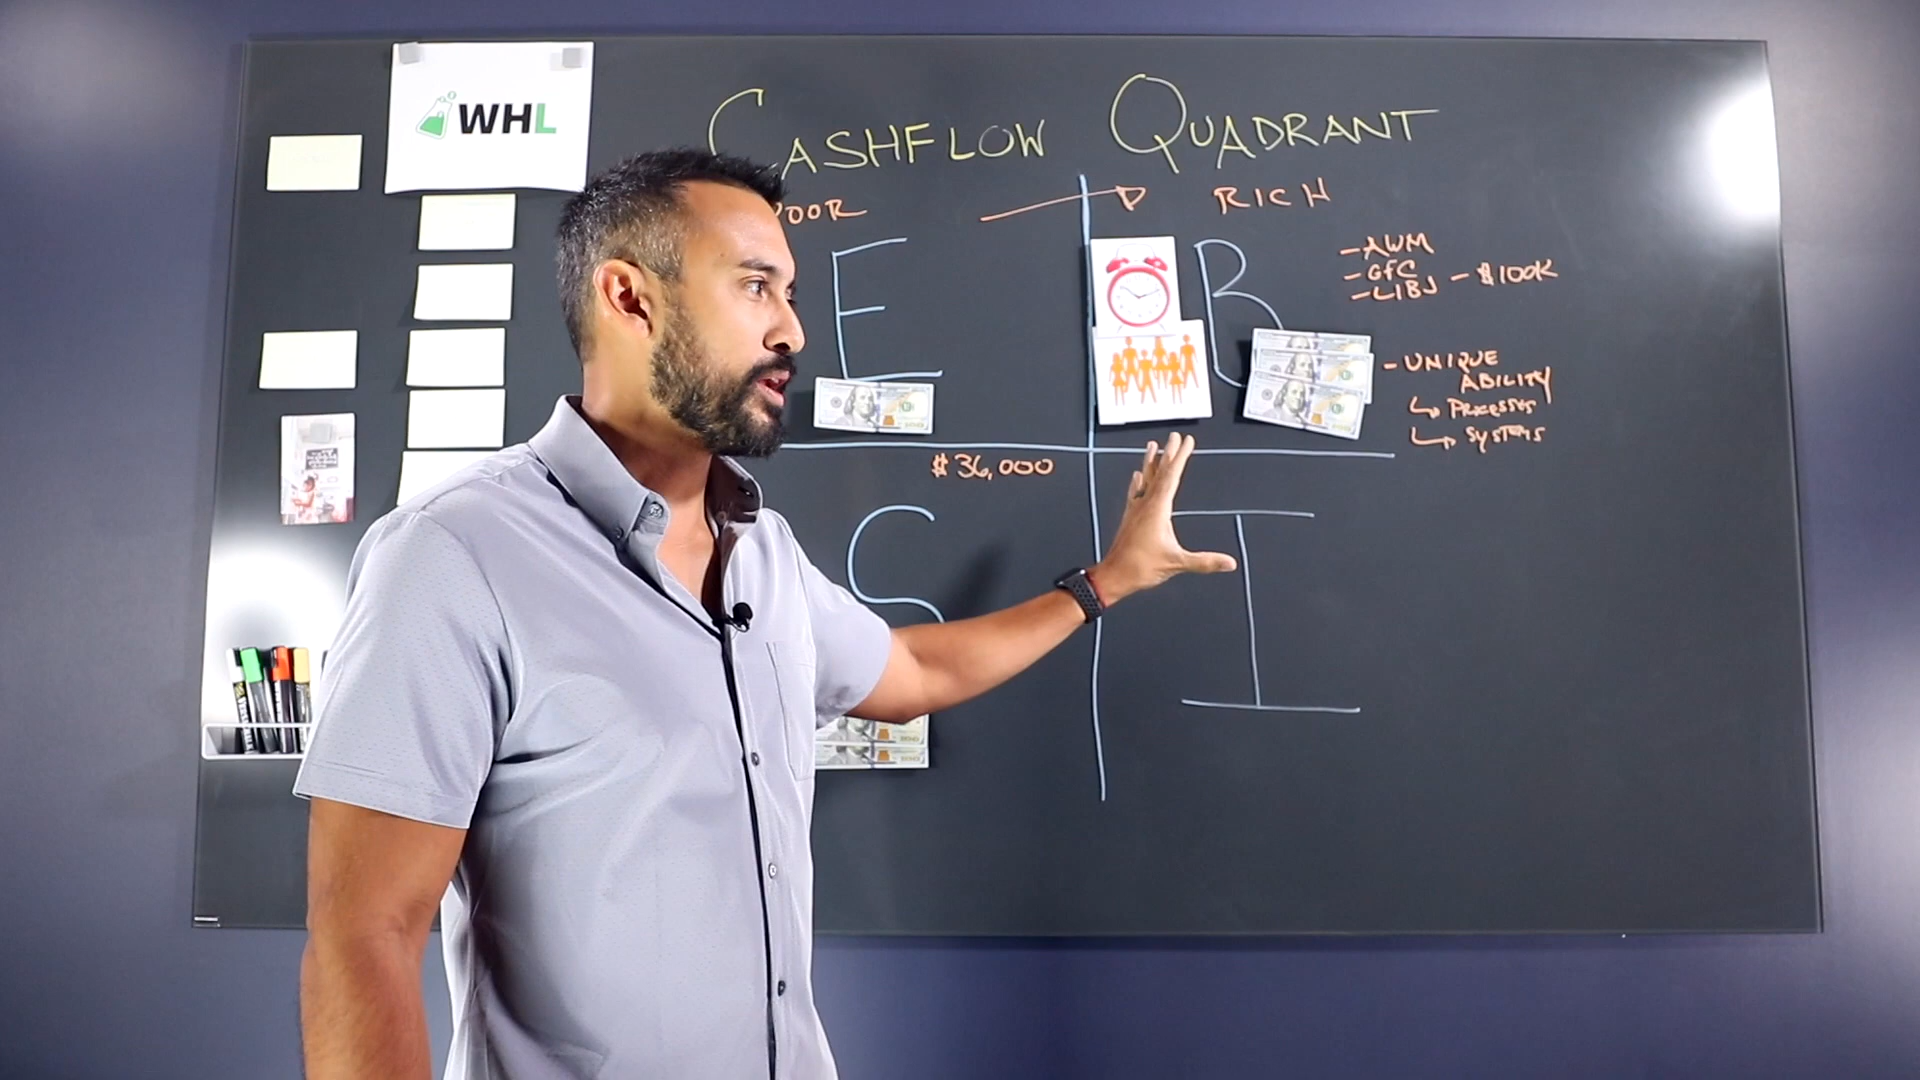 WHL
CASHFLOW QUADRANT
POOR
RICH
E
B
- AWM
- GFC
- LIBJ - $100K
- UNIQUE
ABILITY
PROCESSES
SYSTEMS
$36,000
S
I